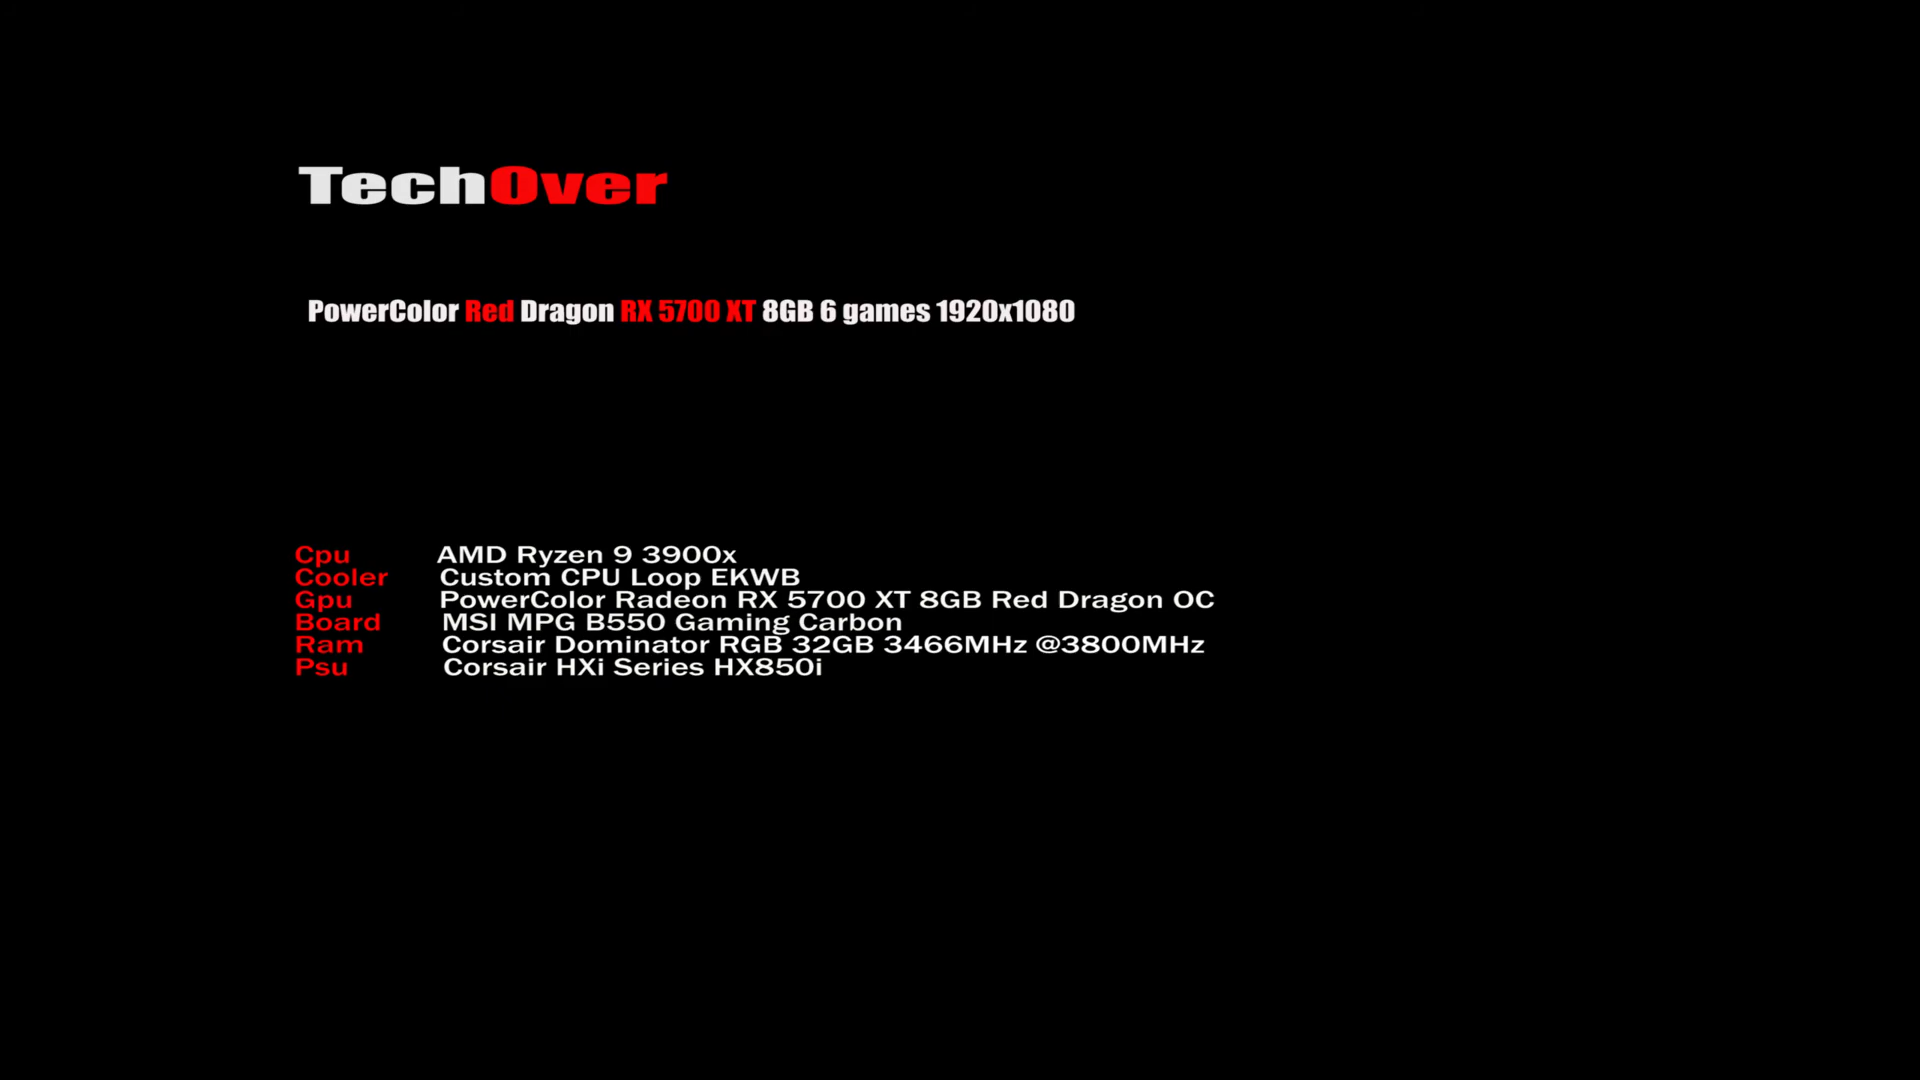 TechOver
PowerColor Red Dragon RX 5700 XT 8GB 6 games 1920x1080
Cpu AMD Ryzen 9 3900x
Cooler Custom CPU Loop EKWB
Gpu PowerColor Radeon RX 5700 XT 8GB Red Dragon OC
Board MSI MPG B550 Gaming Carbon
Ram Corsair Dominator RGB 32GB 3466MHz @3800MHz
Psu Corsair HXi Series HX850i